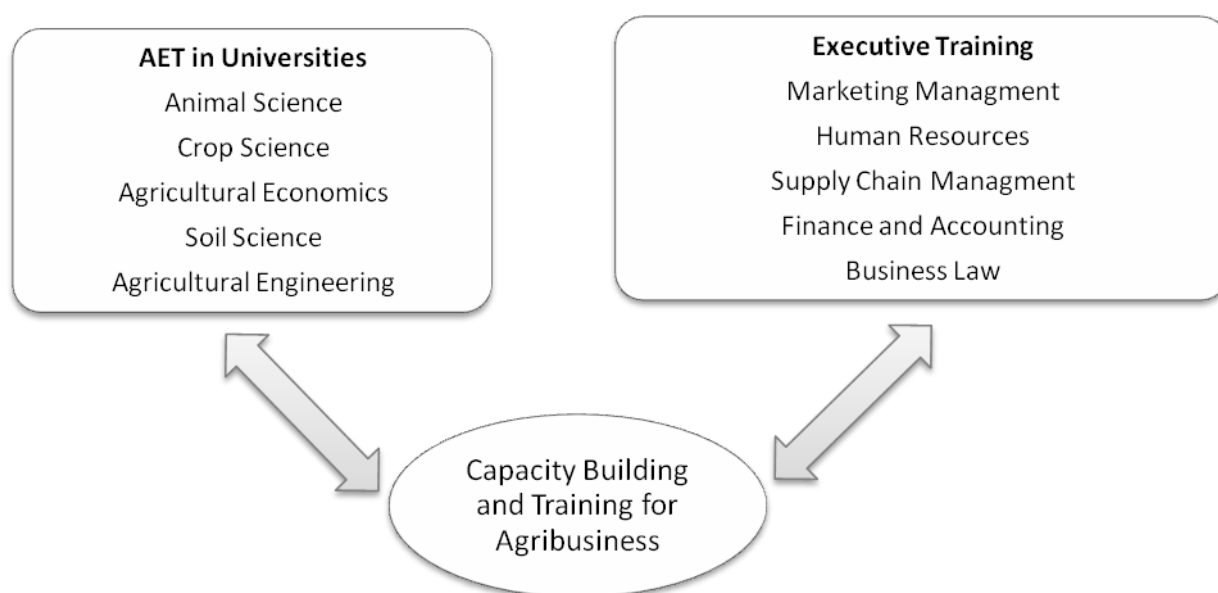 AET in Universities
Animal Science
Crop Science
Agricultural Economics
Soil Science
Agricultural Engineering
Executive Training
Marketing Managment
Human Resources
Supply Chain Managment
Finance and Accounting
Business Law
Capacity Building
and Training for
Agribusiness